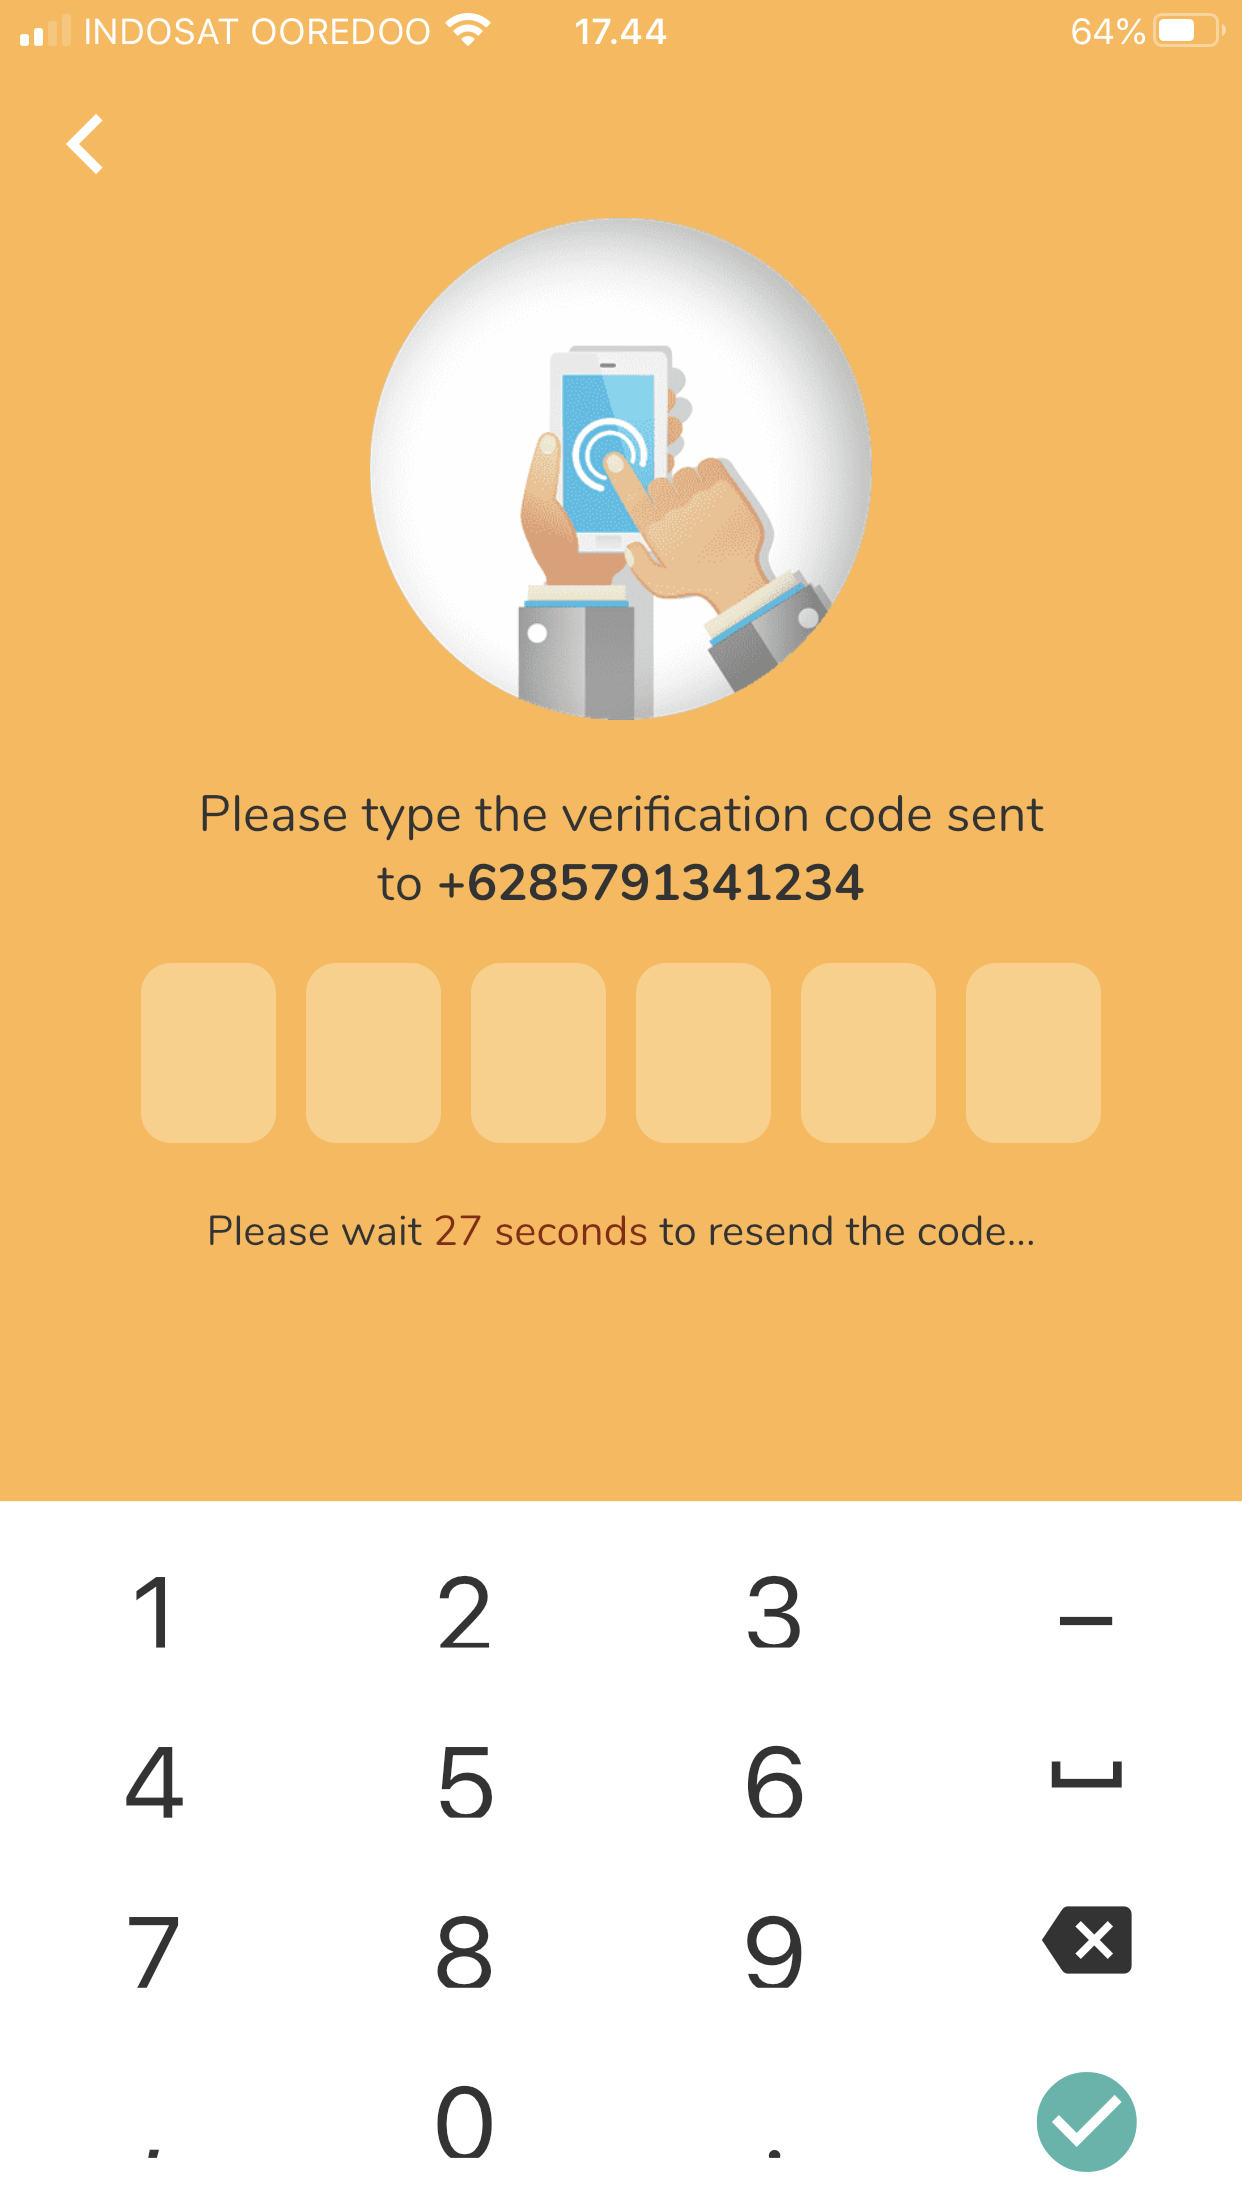 INDOSAT OOREDOO 17.44 64%
Please type the verification code sent
to +6285791341234
Please wait 27 seconds to resend the code...
1 2 3 –
4 5 6 ⎵
7 8 9
, 0 .